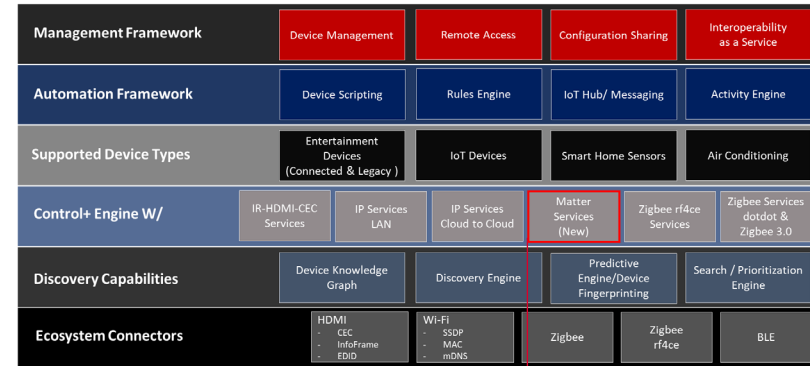 Management Framework
Device Management
Remote Access
Configuration Sharing
Interoperability
as a Service
Automation Framework
Device Scripting
Rules Engine
IoT Hub/ Messaging
Activity Engine
Supported Device Types
Entertainment
Devices
(Connected & Legacy )
IoT Devices
Smart Home Sensors
Air Conditioning
Control+ Engine W/
IR-HDMI-CEC
Services
IP Services
LAN
IP Services
Cloud to Cloud
Matter
Services
(New)
Zigbee rf4ce
Services
Zigbee Services
dotdot &
Zigbee 3.0
Discovery Capabilities
Device Knowledge
Graph
Discovery Engine
Predictive
Engine/Device
Fingerprinting
Search / Prioritization
Engine
Ecosystem Connectors
HDMI
- CEC
- InfoFrame
- EDID
Wi-Fi
- SSDP
- MAC
- mDNS
Zigbee
Zigbee
rf4ce
BLE